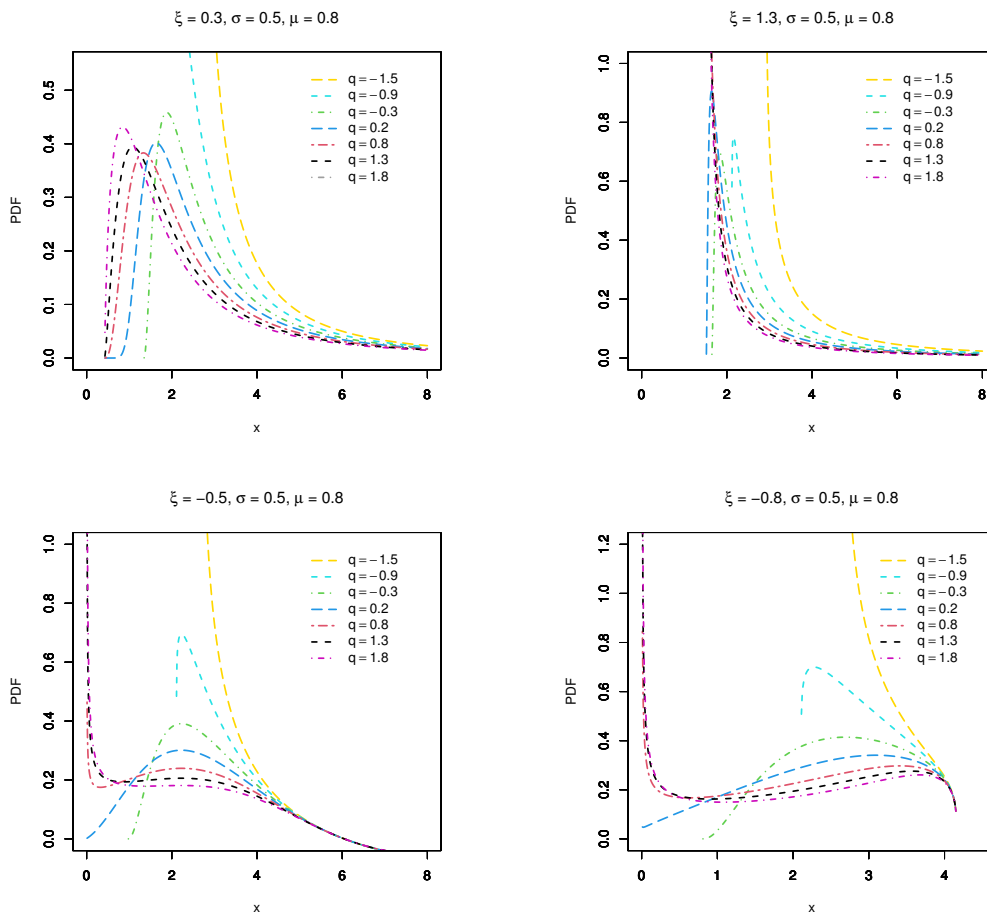 ξ = 0.3, σ = 0.5, μ = 0.8
PDF
0.5
0.4
0.3
0.2
0.1
0.0
q = −1.5
q = −0.9
q = −0.3
q = 0.2
q = 0.8
q = 1.3
q = 1.8
0 2 4 6 8
x
ξ = 1.3, σ = 0.5, μ = 0.8
PDF
1.0
0.8
0.6
0.4
0.2
0.0
q = −1.5
q = −0.9
q = −0.3
q = 0.2
q = 0.8
q = 1.3
q = 1.8
0 2 4 6 8
x
ξ = −0.5, σ = 0.5, μ = 0.8
PDF
1.0
0.8
0.6
0.4
0.2
0.0
q = −1.5
q = −0.9
q = −0.3
q = 0.2
q = 0.8
q = 1.3
q = 1.8
0 2 4 6 8
x
ξ = −0.8, σ = 0.5, μ = 0.8
PDF
1.2
1.0
0.8
0.6
0.4
0.2
0.0
q = −1.5
q = −0.9
q = −0.3
q = 0.2
q = 0.8
q = 1.3
q = 1.8
0 1 2 3 4
x